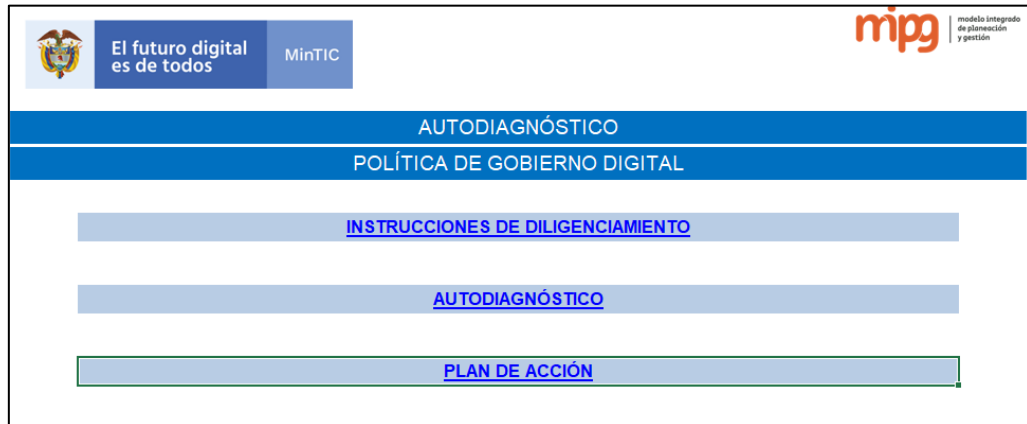 El futuro digital
es de todos
MinTIC
mipg
modelo integrado
de planeación
y gestión
AUTODIAGNÓSTICO
POLÍTICA DE GOBIERNO DIGITAL
INSTRUCCIONES DE DILIGENCIAMIENTO
AUTODIAGNÓSTICO
PLAN DE ACCIÓN